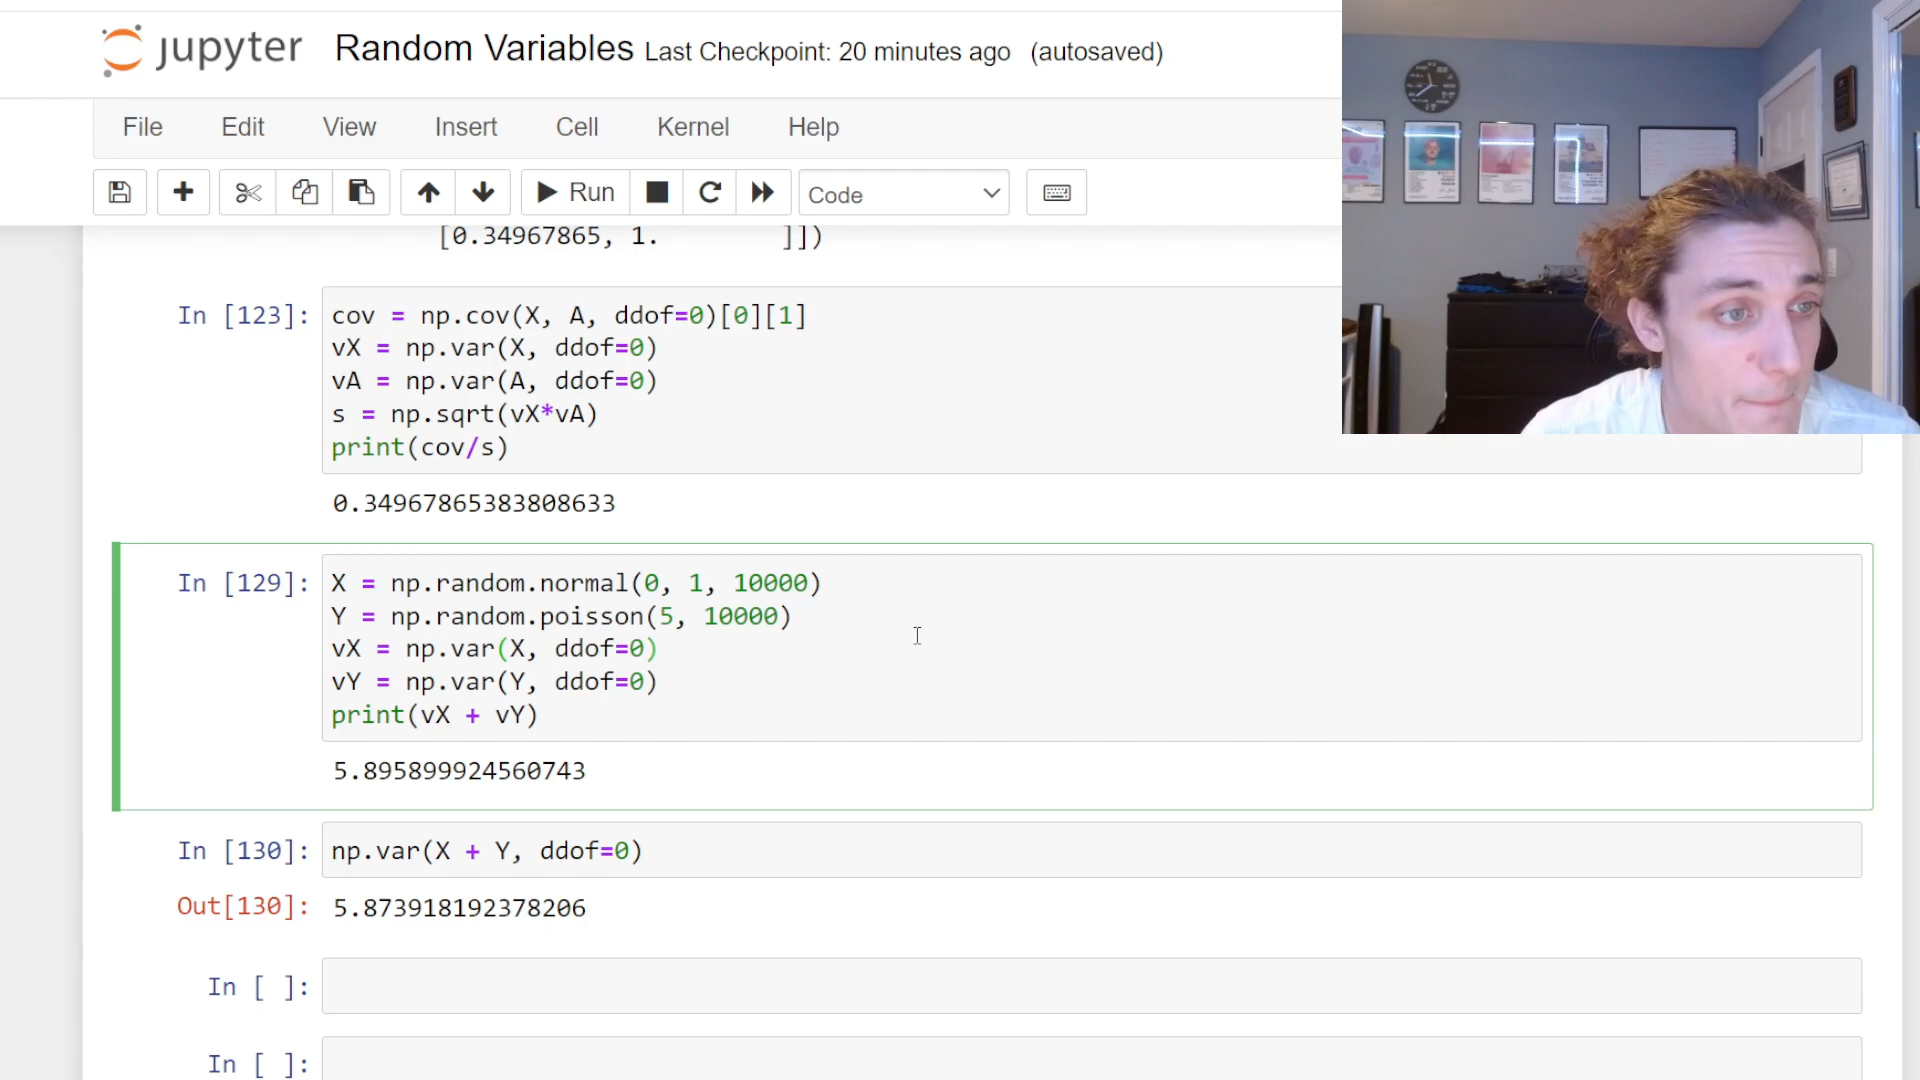 jupyter Random Variables Last Checkpoint: 20 minutes ago (autosaved)
File Edit View Insert Cell Kernel Help
Run Code
[0.34967865, 1. ]])
In [123]: cov = np.cov(X, A, ddof=0)[0][1]
vX = np.var(X, ddof=0)
vA = np.var(A, ddof=0)
s = np.sqrt(vX*vA)
print(cov/s)
0.34967865383808633
In [129]: X = np.random.normal(0, 1, 10000)
Y = np.random.poisson(5, 10000)
vX = np.var(X, ddof=0)
vY = np.var(Y, ddof=0)
print(vX + vY)
5.895899924560743
In [130]: np.var(X + Y, ddof=0)
Out[130]: 5.873918192378206
In [ ]:
In [ ]: